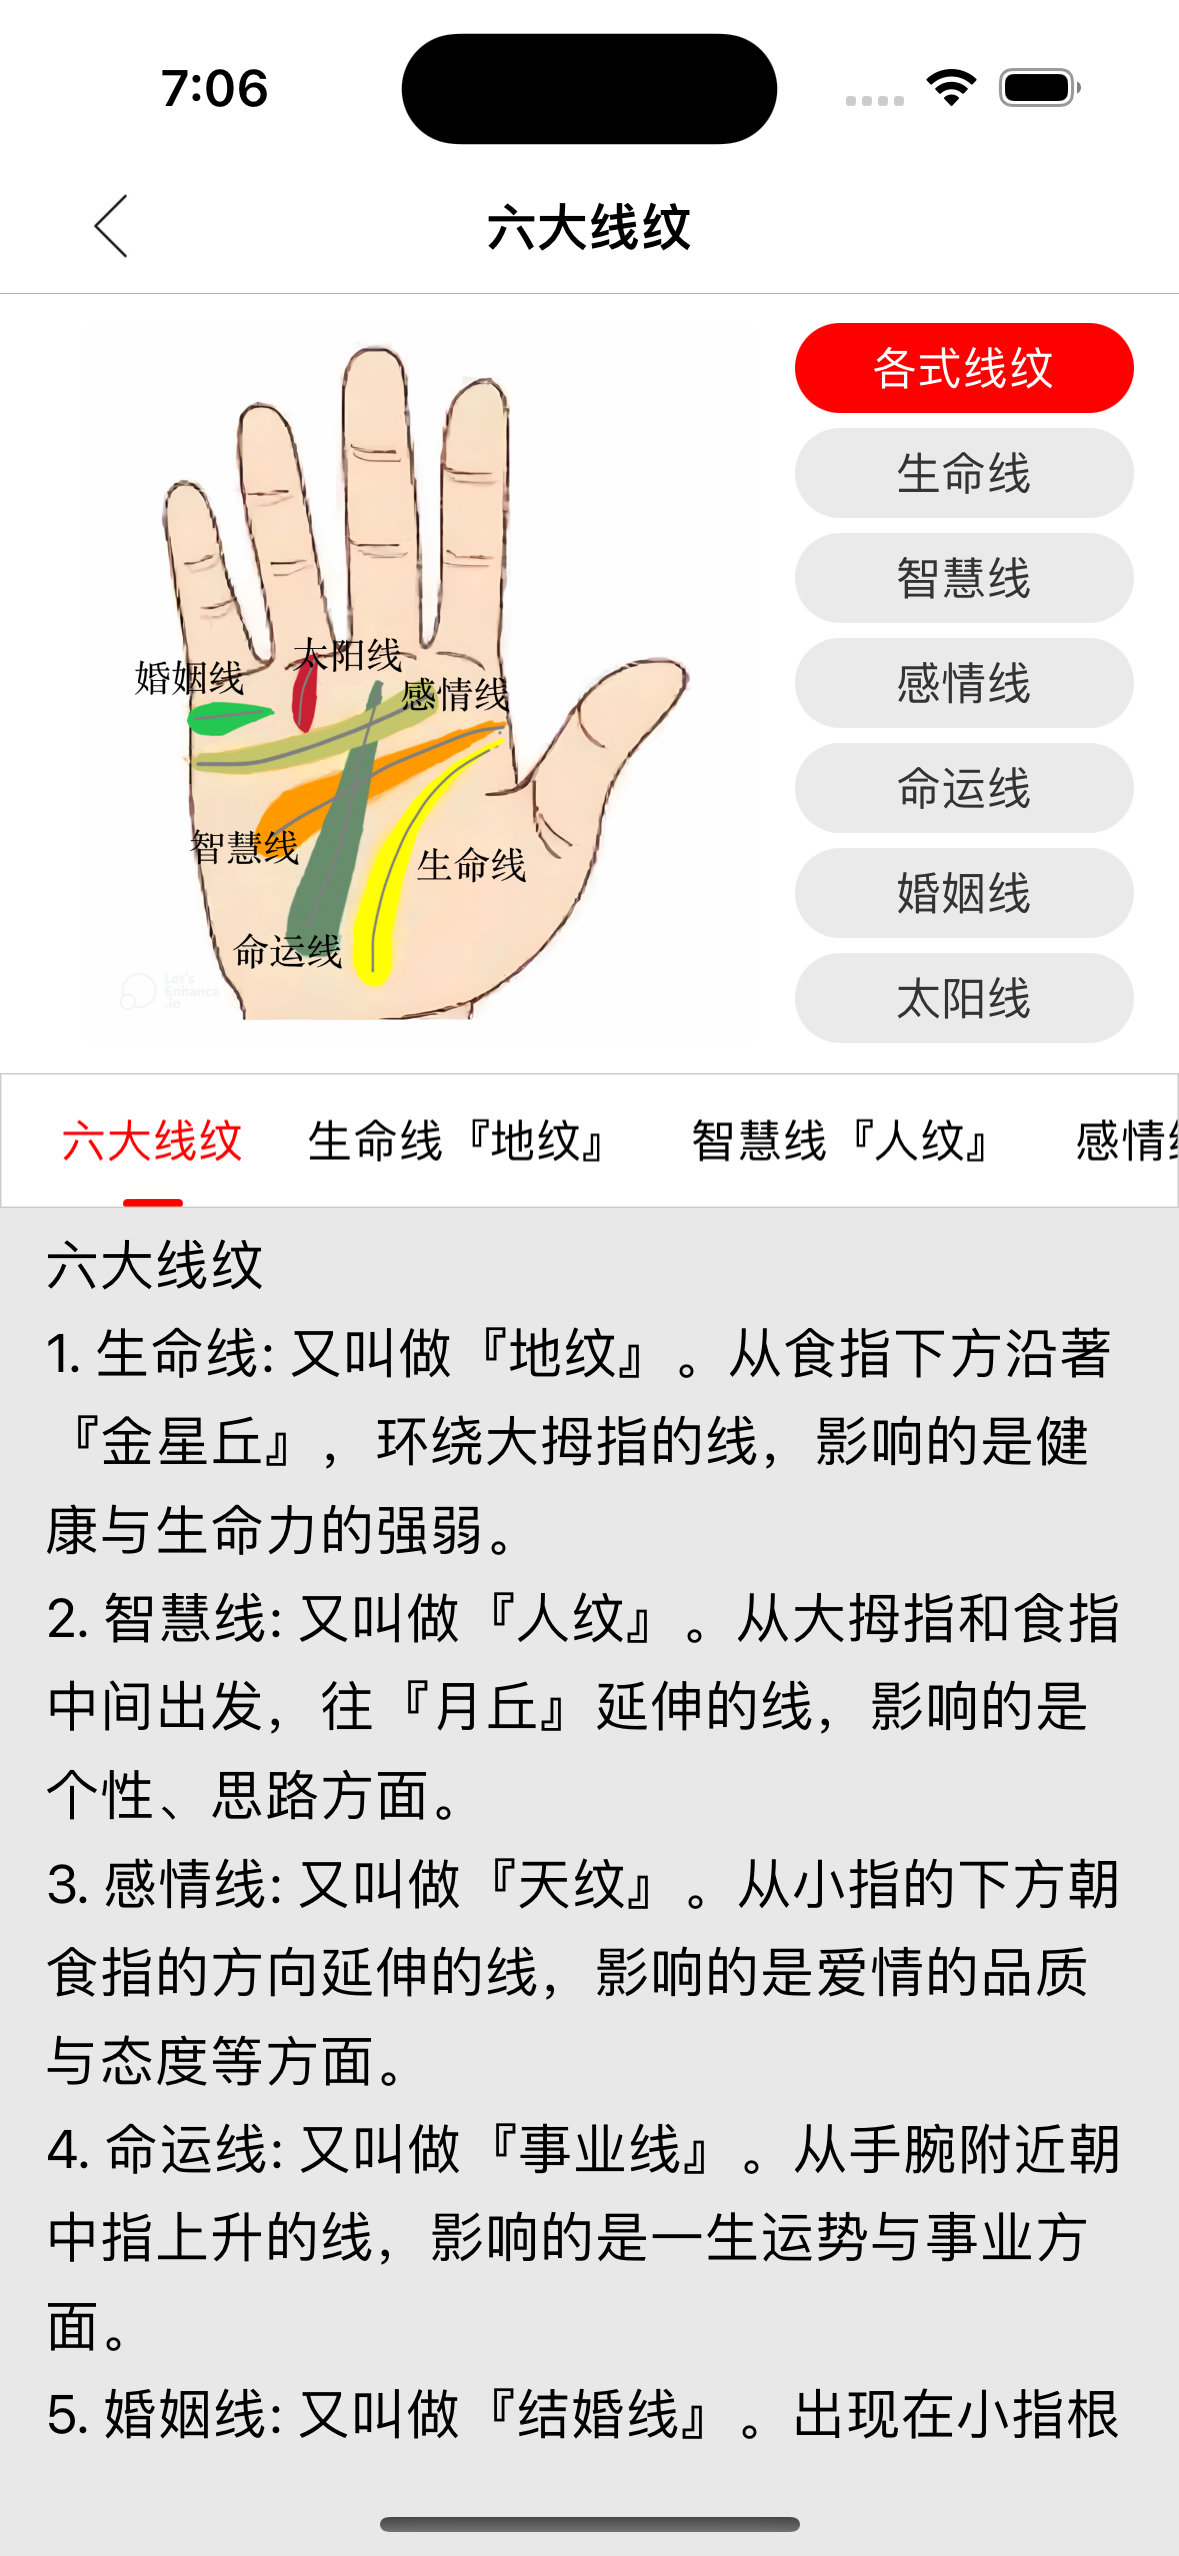 7:06
六大线纹
各式线纹
生命线
智慧线
感情线
命运线
婚姻线
太阳线
太阳线
婚姻线
感情线
智慧线
生命线
命运线
Let's
Enhance
.io
六大线纹 生命线『地纹』 智慧线『人纹』 感情
六大线纹
1. 生命线: 又叫做『地纹』。从食指下方沿著
『金星丘』，环绕大拇指的线，影响的是健
康与生命力的强弱。
2. 智慧线: 又叫做『人纹』。从大拇指和食指
中间出发，往『月丘』延伸的线，影响的是
个性、思路方面。
3. 感情线: 又叫做『天纹』。从小指的下方朝
食指的方向延伸的线，影响的是爱情的品质
与态度等方面。
4. 命运线: 又叫做『事业线』。从手腕附近朝
中指上升的线，影响的是一生运势与事业方
面。
5. 婚姻线: 又叫做『结婚线』。出现在小指根